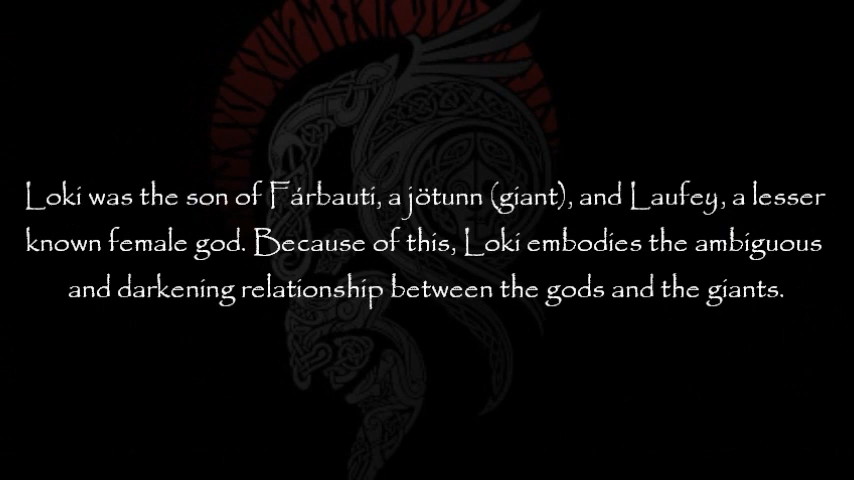 Loki was the son of Fárbauti, a jötunn (giant), and Laufey, a lesser
known female god. Because of this, Loki embodies the ambiguous
and darkening relationship between the gods and the giants.